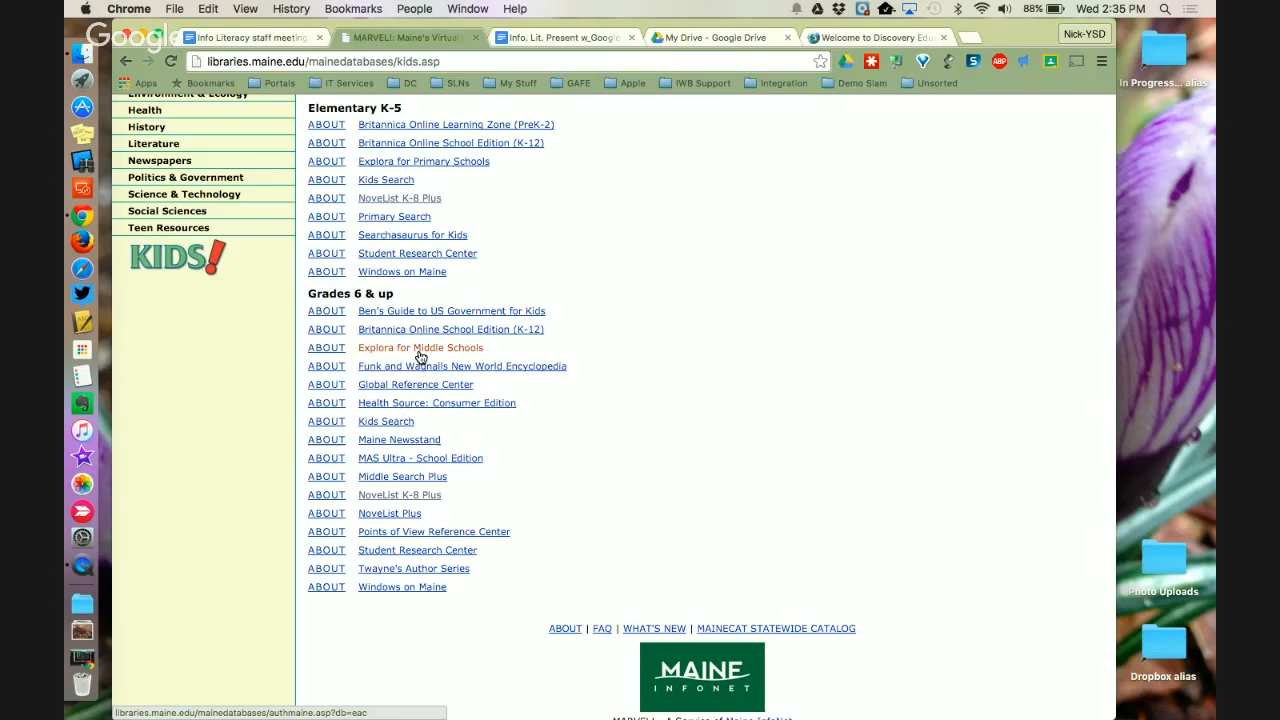 Chrome File Edit View History Bookmarks People Window Help 88% Wed 2:35 PM
Google
Info Literacy staff meeting
MARVEL!: Maine's Virtual
Info. Lit. Present w_Google
My Drive - Google Drive
Welcome to Discovery Edu
Nick-YSD
libraries.maine.edu/mainedatabases/kids.asp
Apps Bookmarks Portals IT Services DC SLNs My Stuff GAFE Apple IWB Support Integration Demo Slam Unsorted
In Progress... alias
Environment & Ecology
Health
History
Literature
Newspapers
Politics & Government
Science & Technology
Social Sciences
Teen Resources
KIDS!
Elementary K-5
ABOUT Britannica Online Learning Zone (PreK-2)
ABOUT Britannica Online School Edition (K-12)
ABOUT Explora for Primary Schools
ABOUT Kids Search
ABOUT NoveList K-8 Plus
ABOUT Primary Search
ABOUT Searchasaurus for Kids
ABOUT Student Research Center
ABOUT Windows on Maine
Grades 6 & up
ABOUT Ben's Guide to US Government for Kids
ABOUT Britannica Online School Edition (K-12)
ABOUT Explora for Middle Schools
ABOUT Funk and Wagnalls New World Encyclopedia
ABOUT Global Reference Center
ABOUT Health Source: Consumer Edition
ABOUT Kids Search
ABOUT Maine Newsstand
ABOUT MAS Ultra - School Edition
ABOUT Middle Search Plus
ABOUT NoveList K-8 Plus
ABOUT NoveList Plus
ABOUT Points of View Reference Center
ABOUT Student Research Center
ABOUT Twayne's Author Series
ABOUT Windows on Maine
ABOUT | FAQ | WHAT'S NEW | MAINECAT STATEWIDE CATALOG
MAINE
INFONET
MARVEL!: A Service of Maine InfoNet
Photo Uploads
Dropbox alias
libraries.maine.edu/mainedatabases/authmaine.asp?db=eac